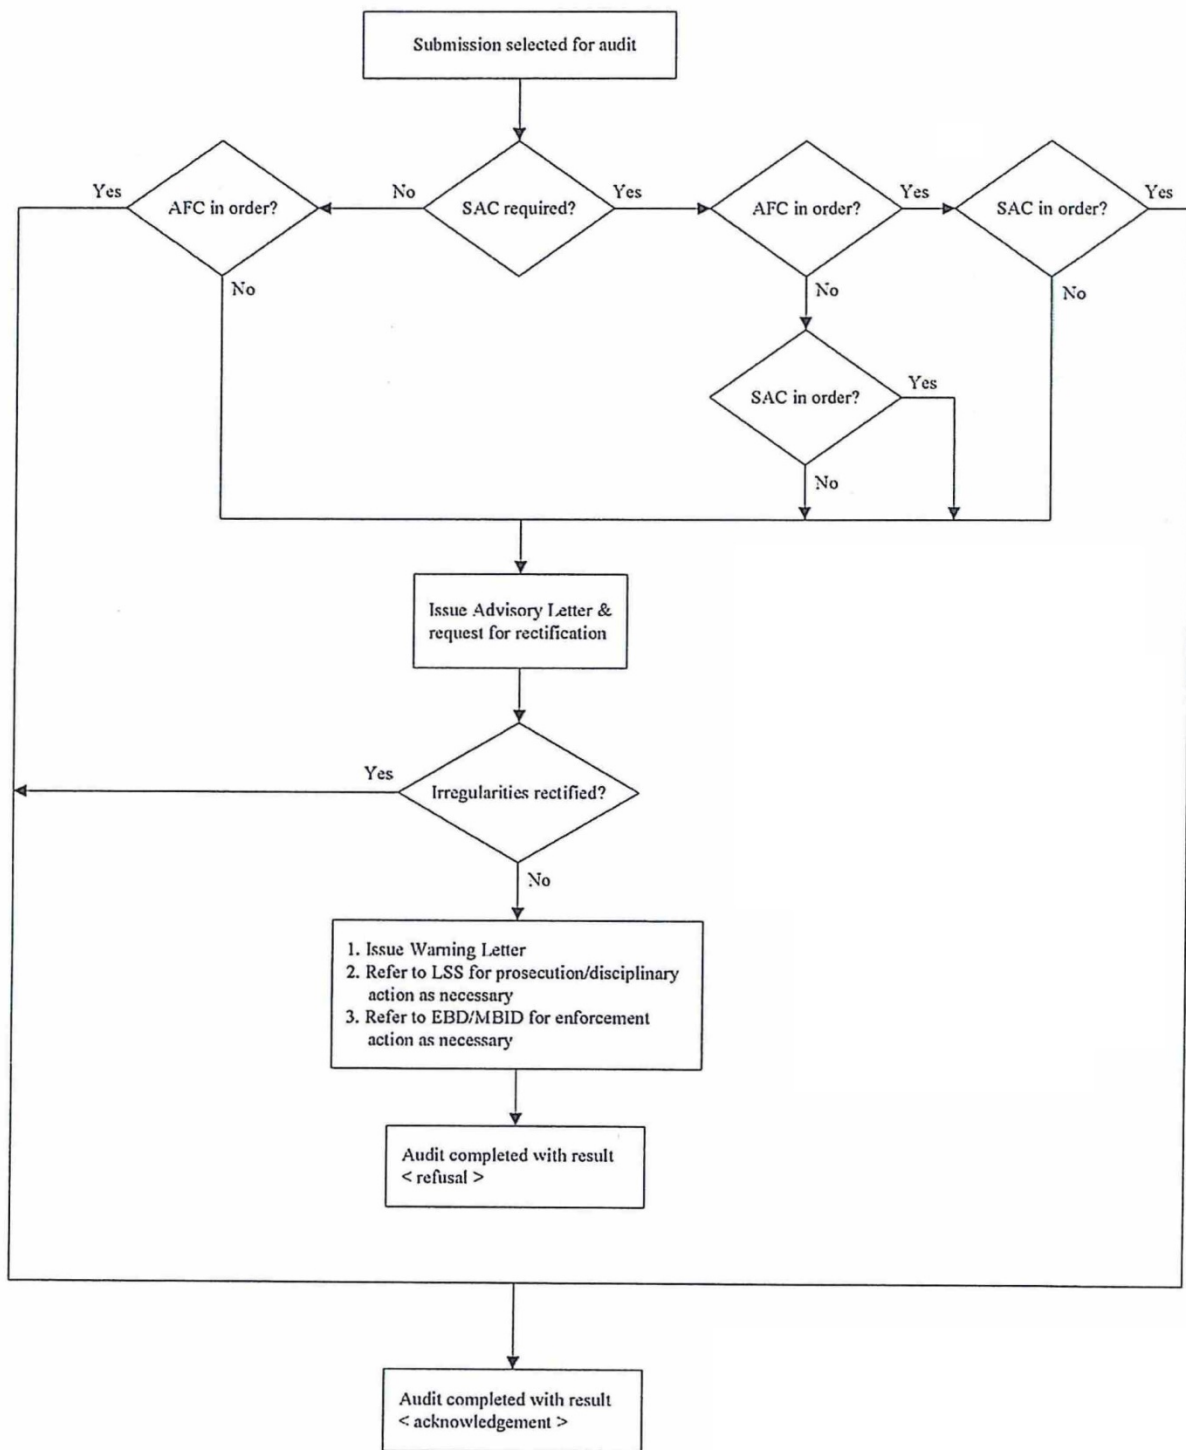 Submission selected for audit
Yes
AFC in order?
No
SAC required?
Yes
AFC in order?
Yes
SAC in order?
Yes
No
No
No
SAC in order?
Yes
No
Issue Advisory Letter &
request for rectification
Yes
Irregularities rectified?
No
1. Issue Warning Letter
2. Refer to LSS for prosecution/disciplinary
action as necessary
3. Refer to EBD/MBID for enforcement
action as necessary
Audit completed with result
< refusal >
Audit completed with result
< acknowledgement >